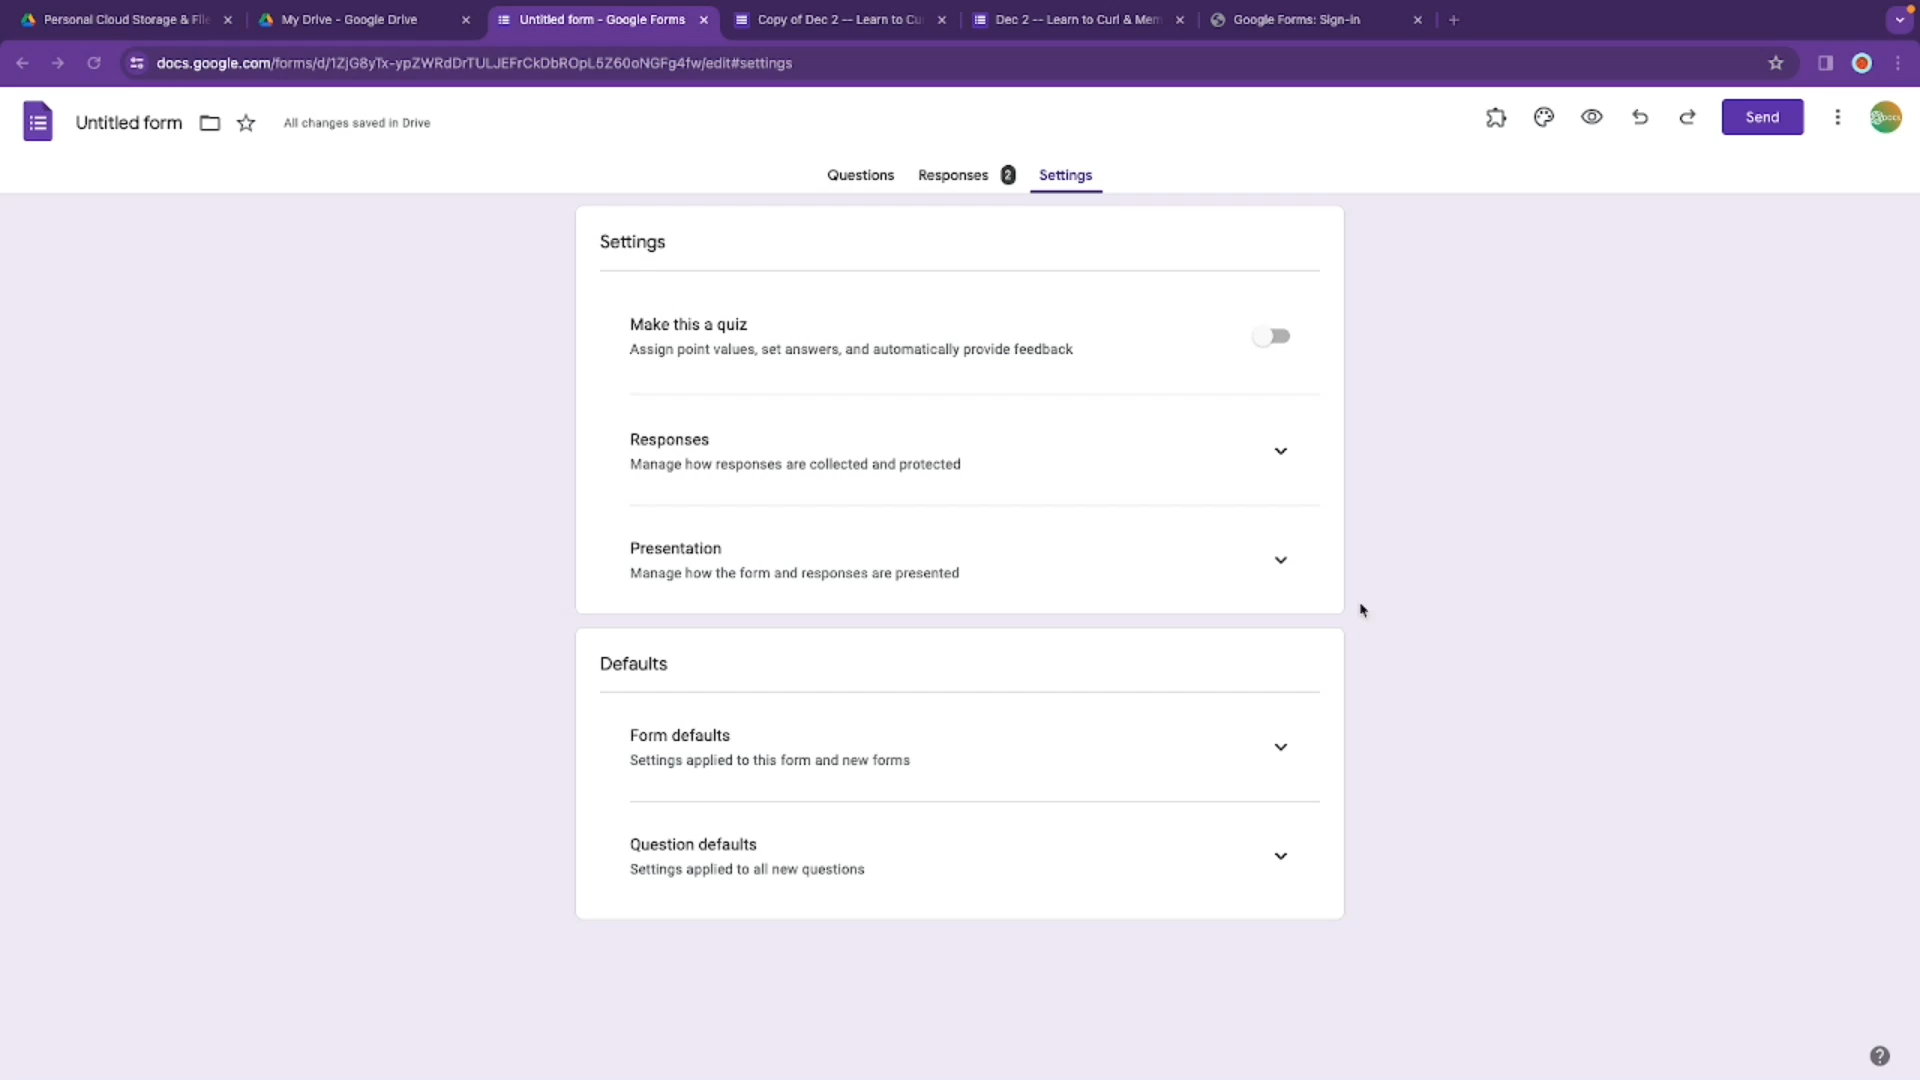 Personal Cloud Storage & File
My Drive - Google Drive
Untitled form - Google Forms
Copy of Dec 2 -- Learn to Cu
Dec 2 -- Learn to Curl & Mem
Google Forms: Sign-in
docs.google.com/forms/d/1ZjG8yTx-ypZWRdDrTULJEFrCkDbROpL5Z60oNGFg4fw/edit#settings
Untitled form
All changes saved in Drive
Send
Questions
Responses 2
Settings
Settings
Make this a quiz
Assign point values, set answers, and automatically provide feedback
Responses
Manage how responses are collected and protected
Presentation
Manage how the form and responses are presented
Defaults
Form defaults
Settings applied to this form and new forms
Question defaults
Settings applied to all new questions